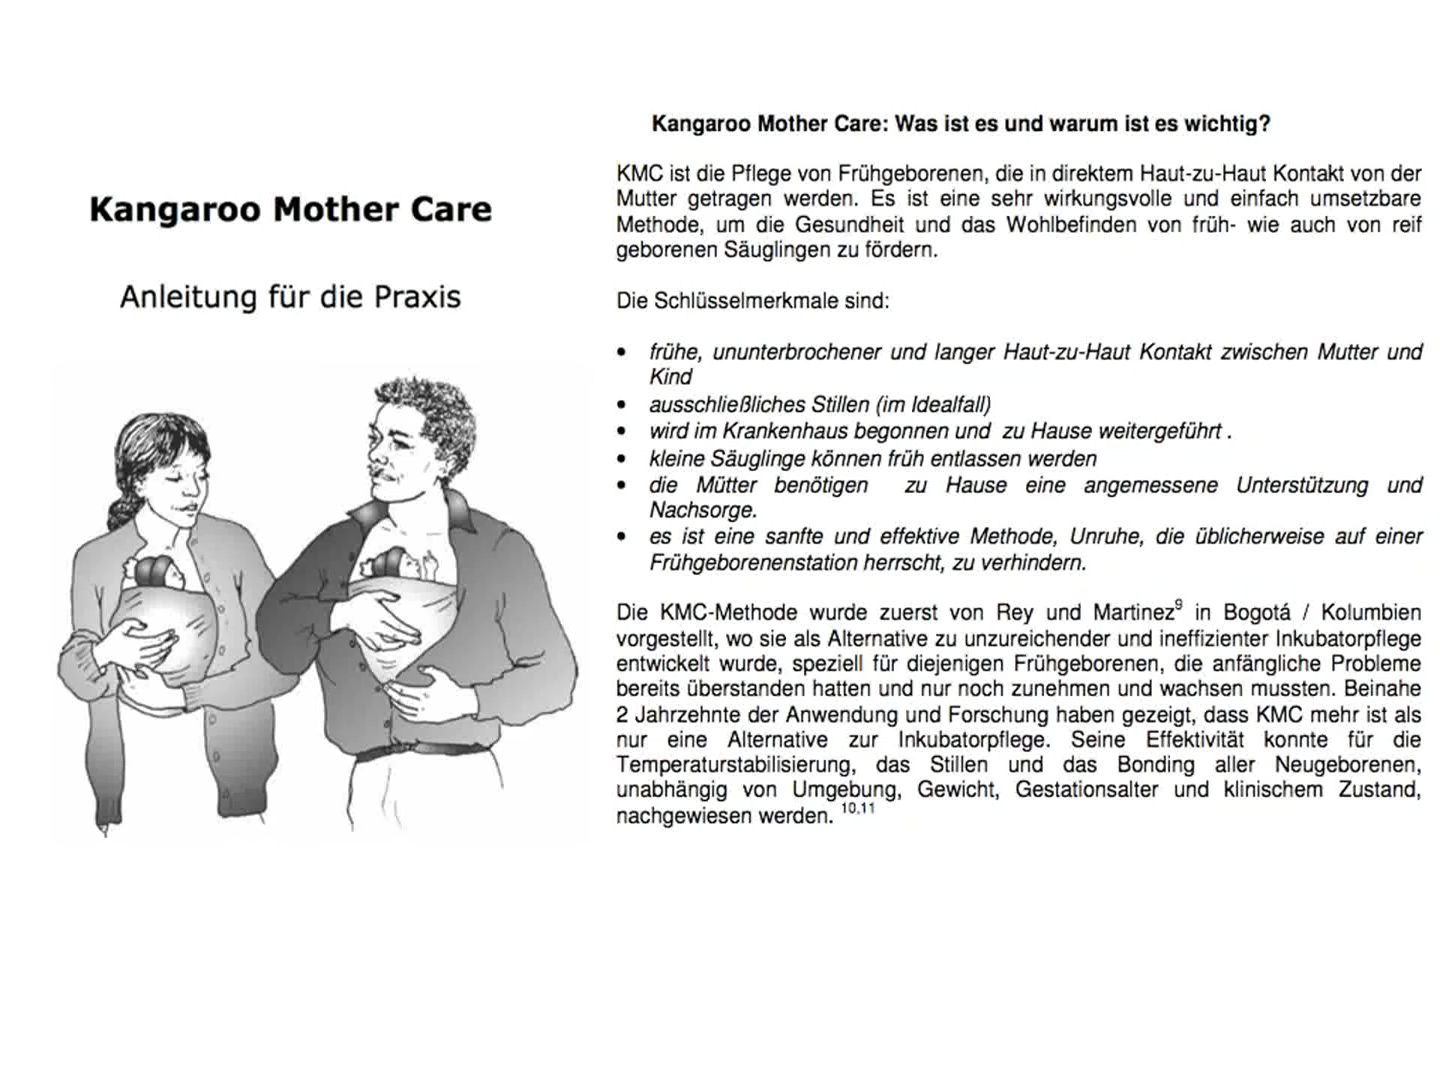 Kangaroo Mother Care
Anleitung für die Praxis
Kangaroo Mother Care: Was ist es und warum ist es wichtig?
KMC ist die Pflege von Frühgeborenen, die in direktem Haut-zu-Haut Kontakt von der
Mutter getragen werden. Es ist eine sehr wirkungsvolle und einfach umsetzbare
Methode, um die Gesundheit und das Wohlbefinden von früh- wie auch von reif
geborenen Säuglingen zu fördern.
Die Schlüsselmerkmale sind:
• frühe, ununterbrochener und langer Haut-zu-Haut Kontakt zwischen Mutter und
Kind
• ausschließliches Stillen (im Idealfall)
• wird im Krankenhaus begonnen und zu Hause weitergeführt .
• kleine Säuglinge können früh entlassen werden
• die Mütter benötigen zu Hause eine angemessene Unterstützung und
Nachsorge.
• es ist eine sanfte und effektive Methode, Unruhe, die üblicherweise auf einer
Frühgeborenenstation herrscht, zu verhindern.
Die KMC-Methode wurde zuerst von Rey und Martinez⁹ in Bogotá / Kolumbien
vorgestellt, wo sie als Alternative zu unzureichender und ineffizienter Inkubatorpflege
entwickelt wurde, speziell für diejenigen Frühgeborenen, die anfängliche Probleme
bereits überstanden hatten und nur noch zunehmen und wachsen mussten. Beinahe
2 Jahrzehnte der Anwendung und Forschung haben gezeigt, dass KMC mehr ist als
nur eine Alternative zur Inkubatorpflege. Seine Effektivität konnte für die
Temperaturstabilisierung, das Stillen und das Bonding aller Neugeborenen,
unabhängig von Umgebung, Gewicht, Gestationsalter und klinischem Zustand,
nachgewiesen werden. ¹⁰,¹¹